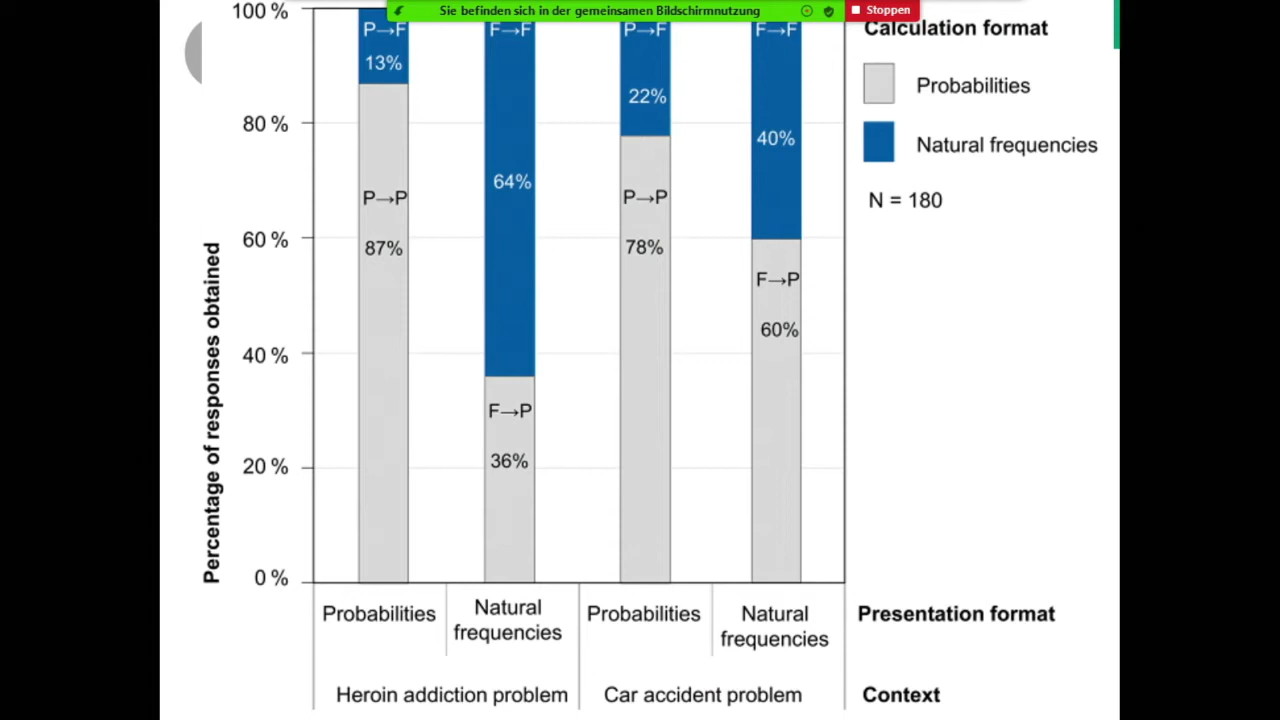 Sie befinden sich in der gemeinsamen Bildschirmnutzung
Stoppen
100 %
80 %
60 %
40 %
20 %
0 %
Percentage of responses obtained
P→F
13%
P→P
87%
F→F
64%
F→P
36%
P→F
22%
P→P
78%
F→F
40%
F→P
60%
Calculation format
Probabilities
Natural frequencies
N = 180
Probabilities
Natural
frequencies
Probabilities
Natural
frequencies
Presentation format
Heroin addiction problem
Car accident problem
Context